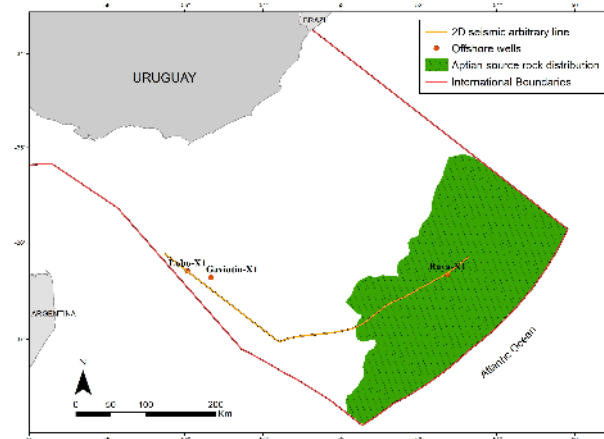 BRAZIL
2D seismic arbitrary line
Offshore wells
Aptian source rock distribution
International Boundaries
URUGUAY
Lobo-X1
Gaviotin-X1
Raya-X1
ARGENTINA
Atlantic Ocean
N
0 50 100 200
Km